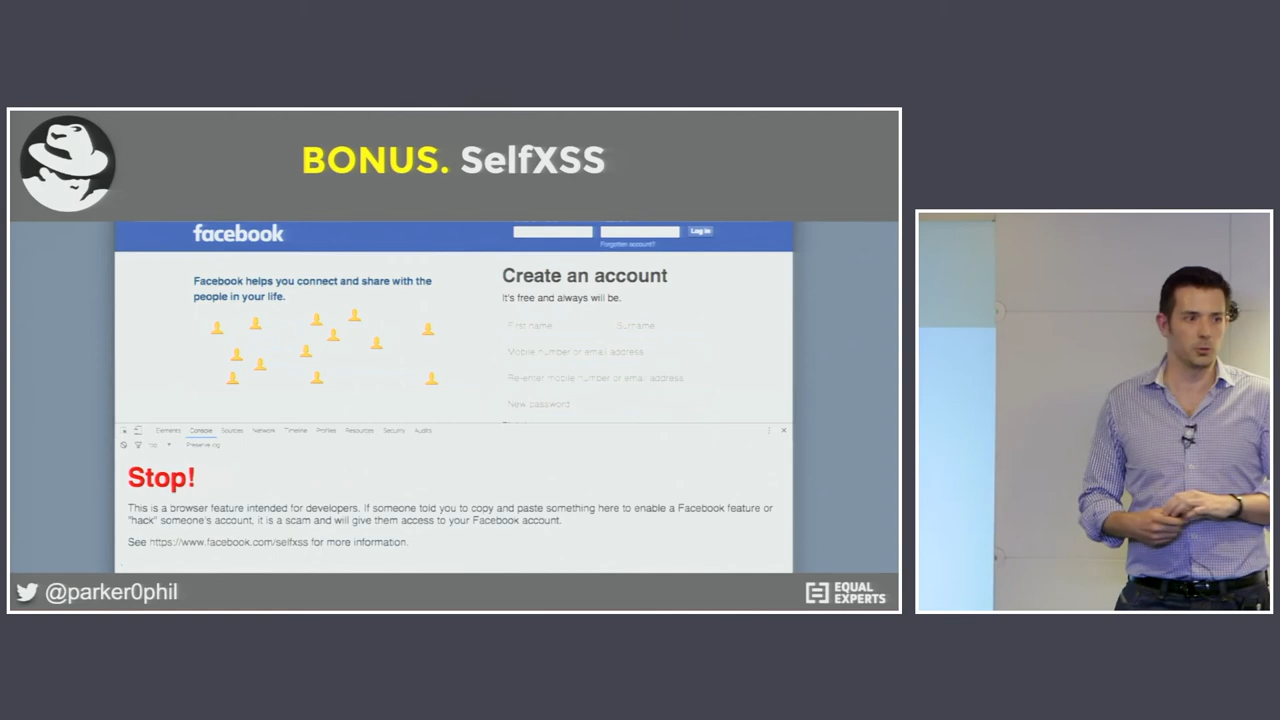 BONUS. SelfXSS
facebook
Log In
Forgotten account?
Facebook helps you connect and share with the
people in your life.
Create an account
It's free and always will be.
First name
Surname
Mobile number or email address
Re-enter mobile number or email address
New password
Elements Console Sources Network Timeline Profiles Resources Security Audits
top
Preserve log
Stop!
This is a browser feature intended for developers. If someone told you to copy and paste something here to enable a Facebook feature or
"hack" someone's account, it is a scam and will give them access to your Facebook account.
See https://www.facebook.com/selfxss for more information.
@parker0phil
EQUAL
EXPERTS